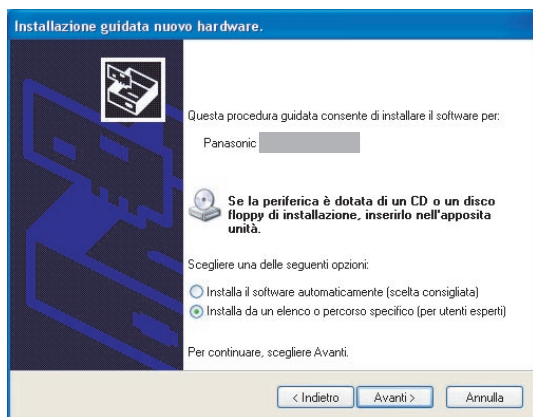 Installazione guidata nuovo hardware.
Questa procedura guidata consente di installare il software per:
Panasonic
Se la periferica è dotata di un CD o un disco
floppy di installazione, inserirlo nell'apposita
unità.
Scegliere una delle seguenti opzioni:
Installa il software automaticamente (scelta consigliata)
Installa da un elenco o percorso specifico (per utenti esperti)
Per continuare, scegliere Avanti.
< Indietro Avanti > Annulla